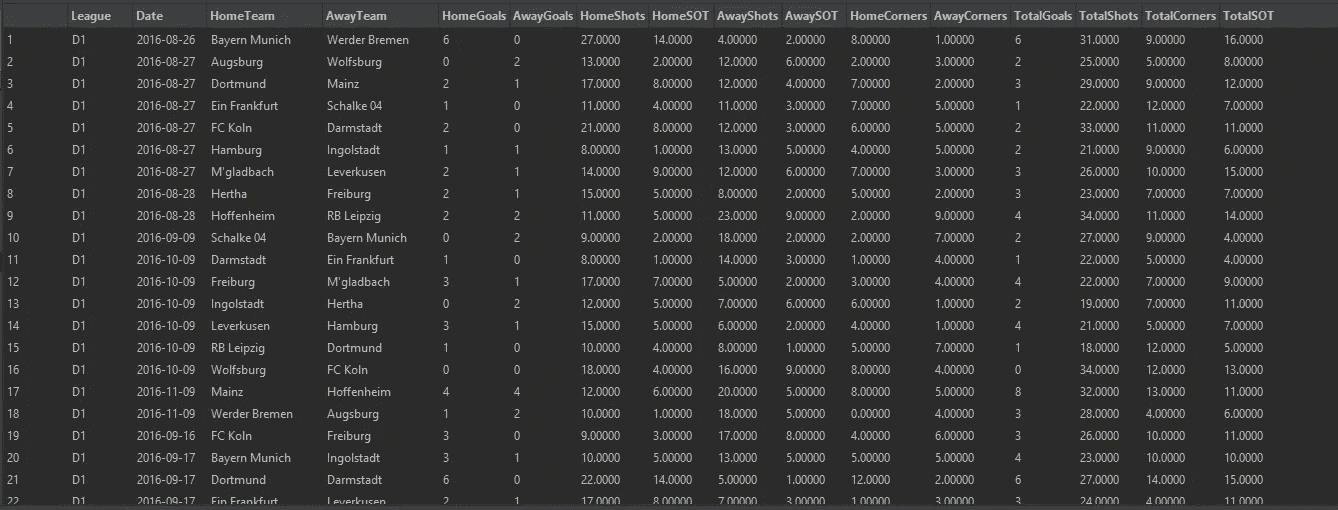 League Date HomeTeam AwayTeam HomeGoals AwayGoals HomeShots HomeSOT AwayShots AwaySOT HomeCorners AwayCorners TotalGoals TotalShots TotalCorners TotalSOT
1 D1 2016-08-26 Bayern Munich Werder Bremen 6 0 27.0000 14.0000 4.00000 2.00000 8.00000 1.00000 6 31.0000 9.00000 16.0000
2 D1 2016-08-27 Augsburg Wolfsburg 0 2 13.0000 2.00000 12.0000 6.00000 2.00000 3.00000 2 25.0000 5.00000 8.00000
3 D1 2016-08-27 Dortmund Mainz 2 1 17.0000 8.00000 12.0000 4.00000 7.00000 2.00000 3 29.0000 9.00000 12.0000
4 D1 2016-08-27 Ein Frankfurt Schalke 04 1 0 11.0000 4.00000 11.0000 3.00000 7.00000 5.00000 1 22.0000 12.0000 7.00000
5 D1 2016-08-27 FC Koln Darmstadt 2 0 21.0000 8.00000 12.0000 3.00000 6.00000 5.00000 2 33.0000 11.0000 11.0000
6 D1 2016-08-27 Hamburg Ingolstadt 1 1 8.00000 1.00000 13.0000 5.00000 4.00000 5.00000 2 21.0000 9.00000 6.00000
7 D1 2016-08-27 M'gladbach Leverkusen 2 1 14.0000 9.00000 12.0000 6.00000 7.00000 3.00000 3 26.0000 10.0000 15.0000
8 D1 2016-08-28 Hertha Freiburg 2 1 15.0000 5.00000 8.00000 2.00000 5.00000 2.00000 3 23.0000 7.00000 7.00000
9 D1 2016-08-28 Hoffenheim RB Leipzig 2 2 11.0000 5.00000 23.0000 9.00000 2.00000 9.00000 4 34.0000 11.0000 14.0000
10 D1 2016-09-09 Schalke 04 Bayern Munich 0 2 9.00000 2.00000 18.0000 2.00000 2.00000 7.00000 2 27.0000 9.00000 4.00000
11 D1 2016-10-09 Darmstadt Ein Frankfurt 1 0 8.00000 1.00000 14.0000 3.00000 1.00000 4.00000 1 22.0000 5.00000 4.00000
12 D1 2016-10-09 Freiburg M'gladbach 3 1 17.0000 7.00000 5.00000 2.00000 3.00000 4.00000 4 22.0000 7.00000 9.00000
13 D1 2016-10-09 Ingolstadt Hertha 0 2 12.0000 5.00000 7.00000 6.00000 6.00000 1.00000 2 19.0000 7.00000 11.0000
14 D1 2016-10-09 Leverkusen Hamburg 3 1 15.0000 5.00000 6.00000 2.00000 4.00000 1.00000 4 21.0000 5.00000 7.00000
15 D1 2016-10-09 RB Leipzig Dortmund 1 0 10.0000 4.00000 8.00000 1.00000 5.00000 7.00000 1 18.0000 12.0000 5.00000
16 D1 2016-10-09 Wolfsburg FC Koln 0 0 18.0000 4.00000 16.0000 9.00000 8.00000 4.00000 0 34.0000 12.0000 13.0000
17 D1 2016-11-09 Mainz Hoffenheim 4 4 12.0000 6.00000 20.0000 5.00000 8.00000 5.00000 8 32.0000 13.0000 11.0000
18 D1 2016-11-09 Werder Bremen Augsburg 1 2 10.0000 1.00000 18.0000 5.00000 0.00000 4.00000 3 28.0000 4.00000 6.00000
19 D1 2016-09-16 FC Koln Freiburg 3 0 9.00000 3.00000 17.0000 8.00000 4.00000 6.00000 3 26.0000 10.0000 11.0000
20 D1 2016-09-17 Bayern Munich Ingolstadt 3 1 10.0000 5.00000 13.0000 5.00000 5.00000 5.00000 4 23.0000 10.0000 10.0000
21 D1 2016-09-17 Dortmund Darmstadt 6 0 22.0000 14.0000 5.00000 1.00000 12.0000 2.00000 6 27.0000 14.0000 15.0000
22 D1 2016-09-17 Ein Frankfurt Leverkusen 2 1 17.0000 8.00000 7.00000 3.00000 1.00000 3.00000 3 24.0000 4.00000 11.0000